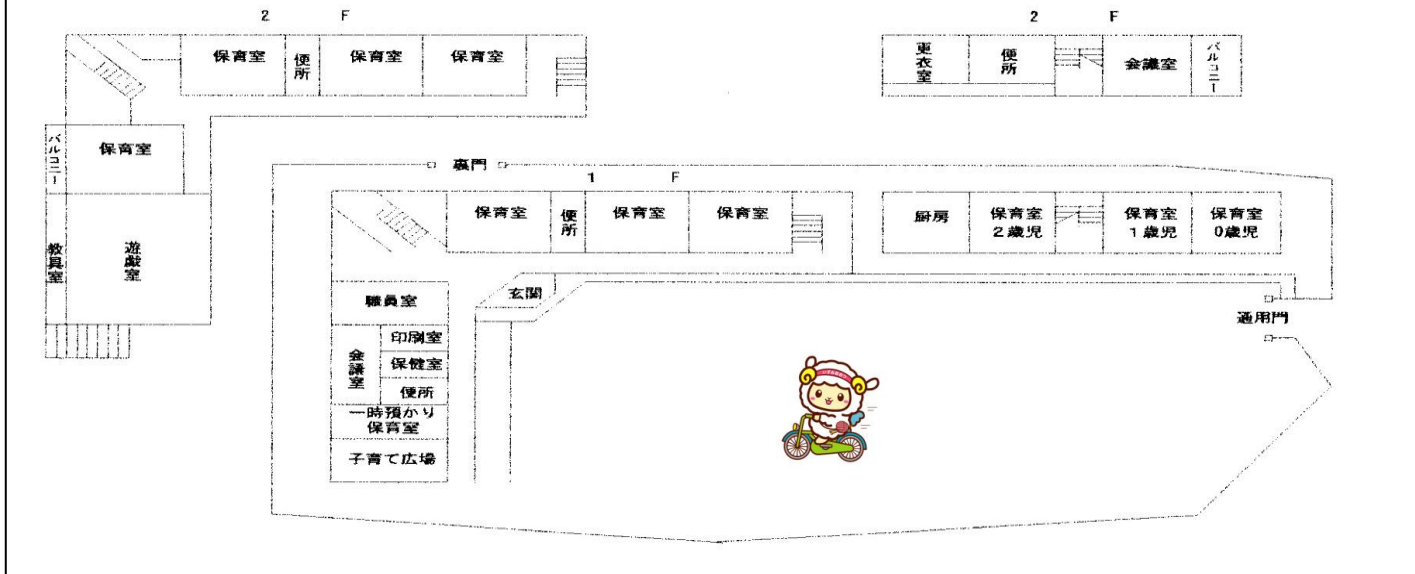 2 F
保育室
便所
保育室
保育室
バルコニー
保育室
教具室
遊戯室
2 F
更衣室
便所
会議室
バルコニー
裏門
1 F
保育室
便所
保育室
保育室
厨房
保育室
2歳児
保育室
1歳児
保育室
0歳児
職員室
玄関
会議室
印刷室
保健室
便所
一時預かり
保育室
子育て広場
通用門